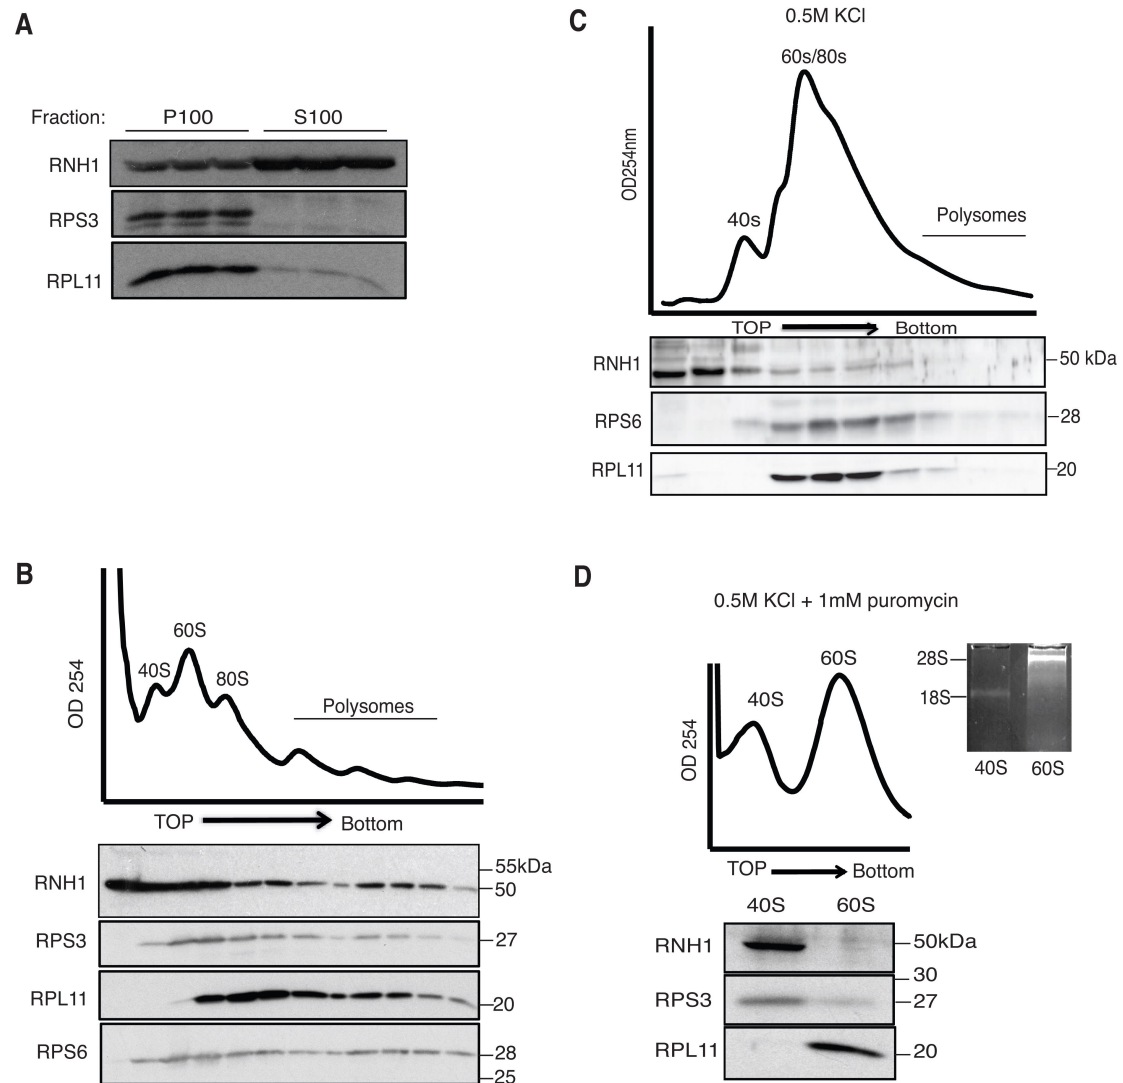 A
Fraction: P100 S100
RNH1
RPS3
RPL11
B
OD 254
40S
60S
80S
Polysomes
TOP Bottom
RNH1
55kDa
50
RPS3
27
RPL11
20
RPS6
28
25
C
0.5M KCl
OD254nm
40s
60s/80s
Polysomes
TOP Bottom
RNH1
50 kDa
RPS6
28
RPL11
20
D
0.5M KCl + 1mM puromycin
OD 254
40S
60S
28S
18S
40S 60S
TOP Bottom
40S 60S
RNH1
50kDa
30
RPS3
27
RPL11
20